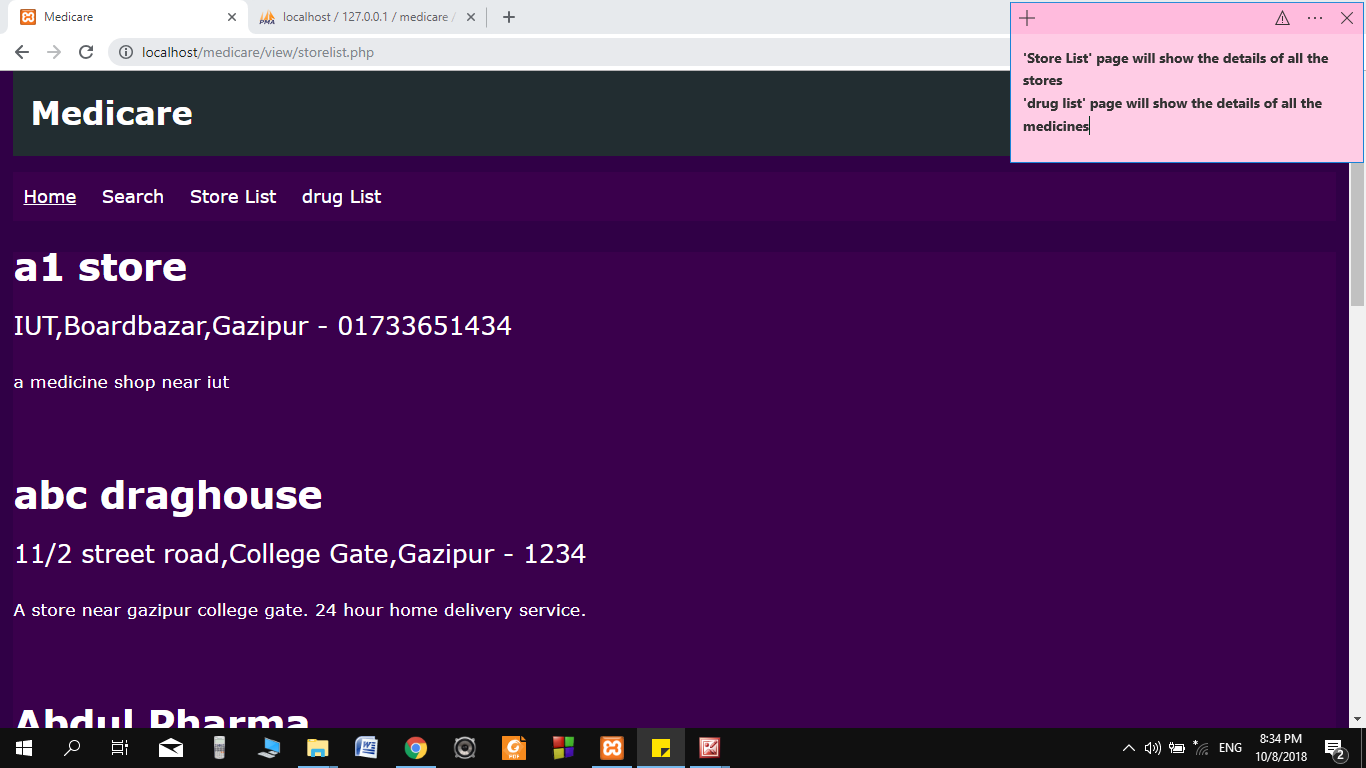 Medicare
localhost / 127.0.0.1 / medicare /
localhost/medicare/view/storelist.php
'Store List' page will show the details of all the
stores
'drug list' page will show the details of all the
medicines
Medicare
Home Search Store List drug List
a1 store
IUT,Boardbazar,Gazipur - 01733651434
a medicine shop near iut
abc draghouse
11/2 street road,College Gate,Gazipur - 1234
A store near gazipur college gate. 24 hour home delivery service.
Abdul Pharma
ENG
8:34 PM
10/8/2018
2